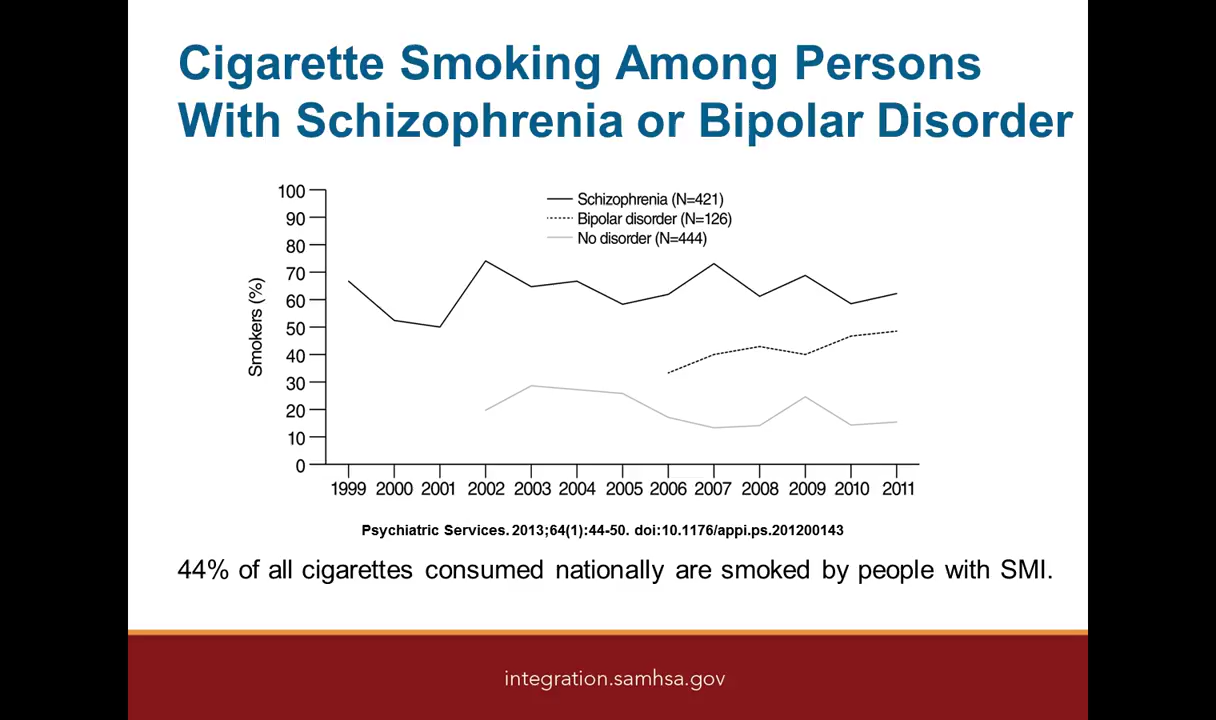 Cigarette Smoking Among Persons
With Schizophrenia or Bipolar Disorder
100
90
80
70
60
50
40
30
20
10
0
Smokers (%)
Schizophrenia (N=421)
Bipolar disorder (N=126)
No disorder (N=444)
1999 2000 2001 2002 2003 2004 2005 2006 2007 2008 2009 2010 2011
Psychiatric Services. 2013;64(1):44-50. doi:10.1176/appi.ps.201200143
44% of all cigarettes consumed nationally are smoked by people with SMI.
integration.samhsa.gov